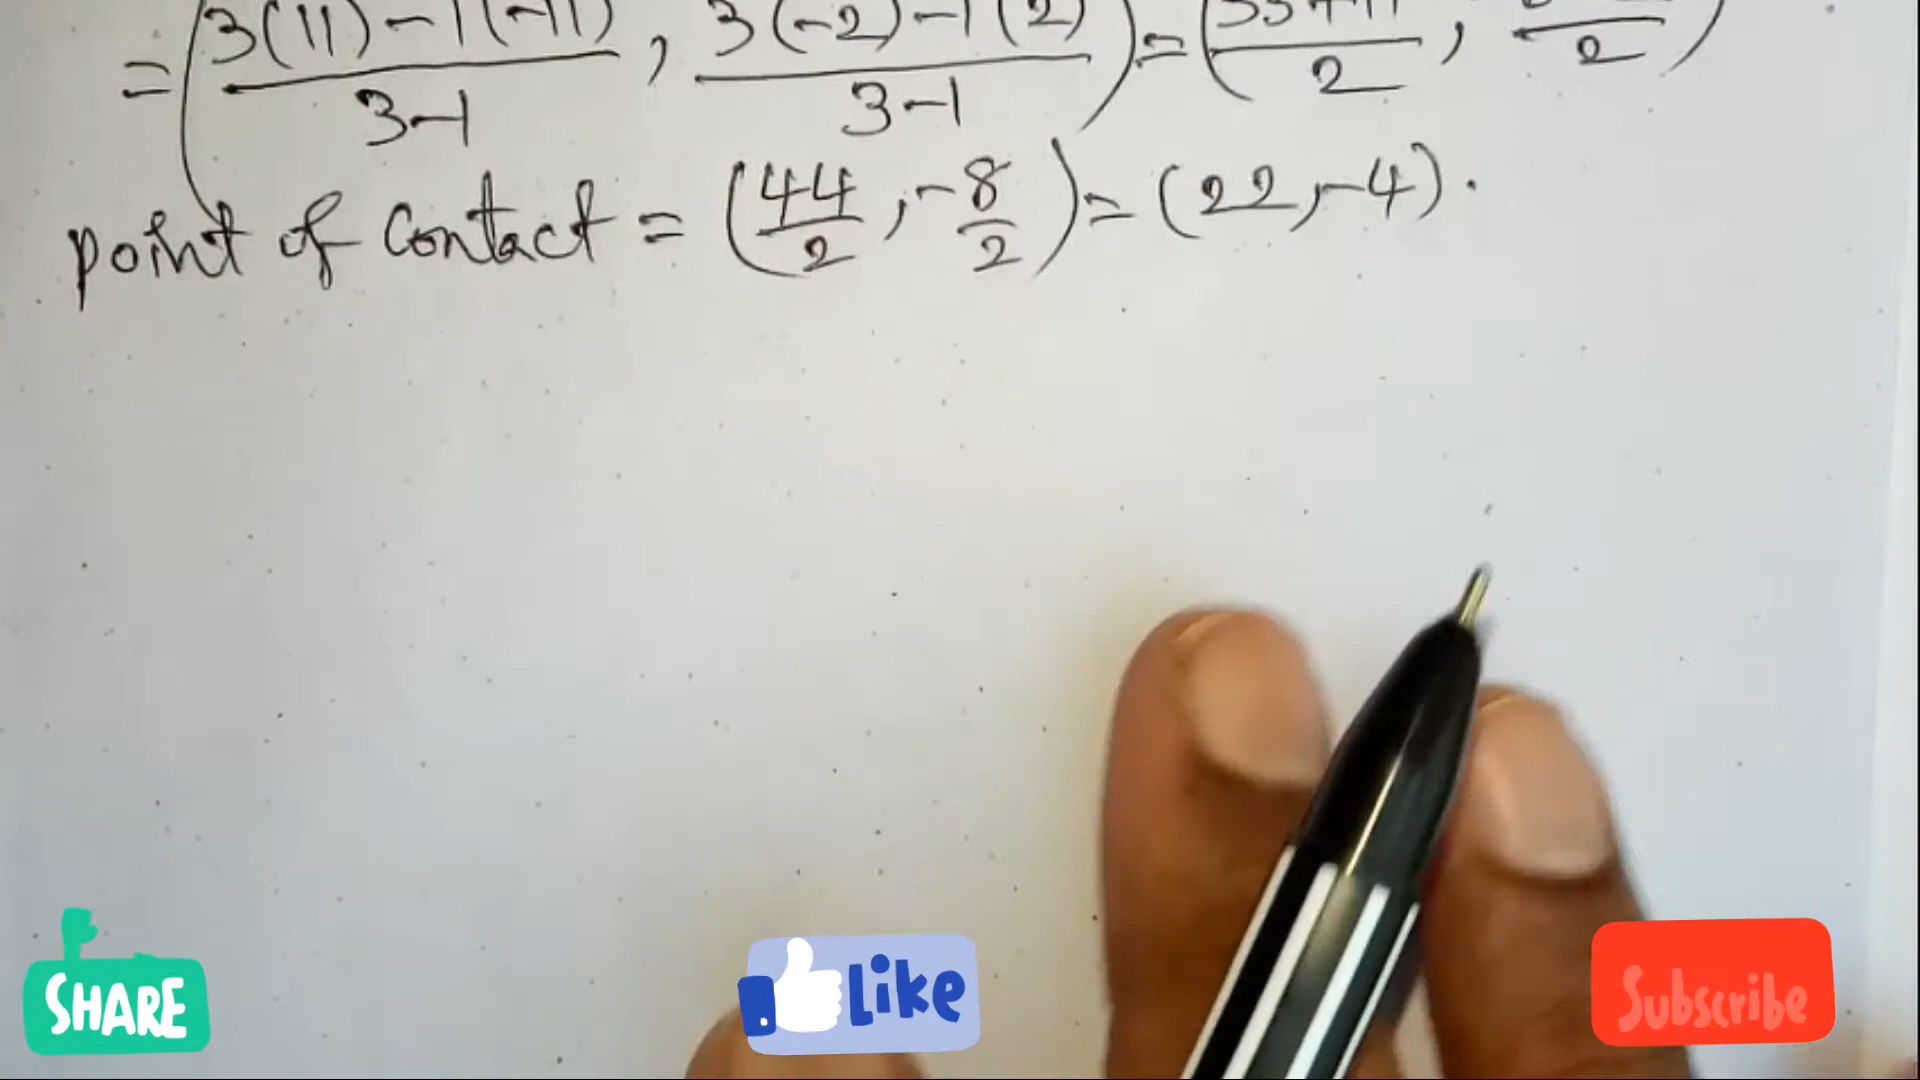 = (3(11)-1(-11)/3-1, 3(-2)-1(2)/3-1) = (33+11/2, /2)
point of contact = (44/2, -8/2) = (22,-4).
SHARE
Like
Subscribe